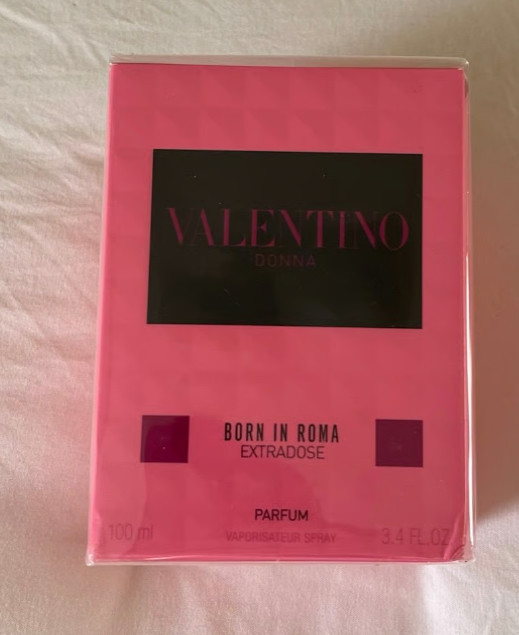 VALENTINO
DONNA
BORN IN ROMA
EXTRADOSE
PARFUM
100 ml VAPORISATEUR SPRAY 3.4 FL.OZ